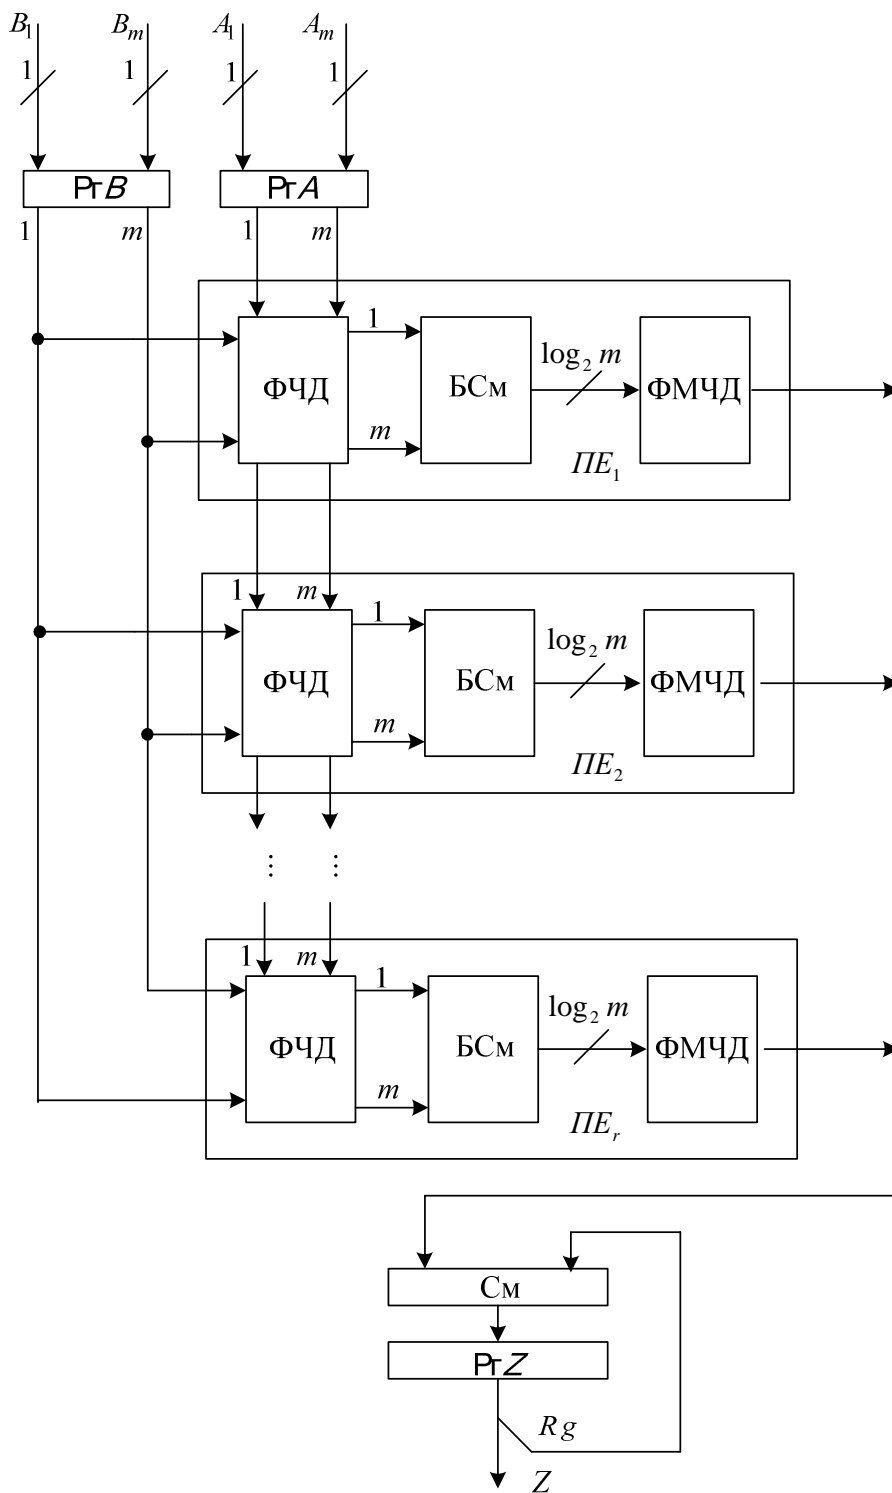 B₁ Bₘ A₁ Aₘ
1 1 1 1
РгB РгA
1 m 1 m
1
ФЧД БСм log₂ m ФМЧД
m
ПЕ₁
1 m 1
ФЧД БСм log₂ m ФМЧД
m
ПЕ₂
⋮ ⋮
1 m 1
ФЧД БСм log₂ m ФМЧД
m
ПЕᵣ
См
РгZ
Rg
Z